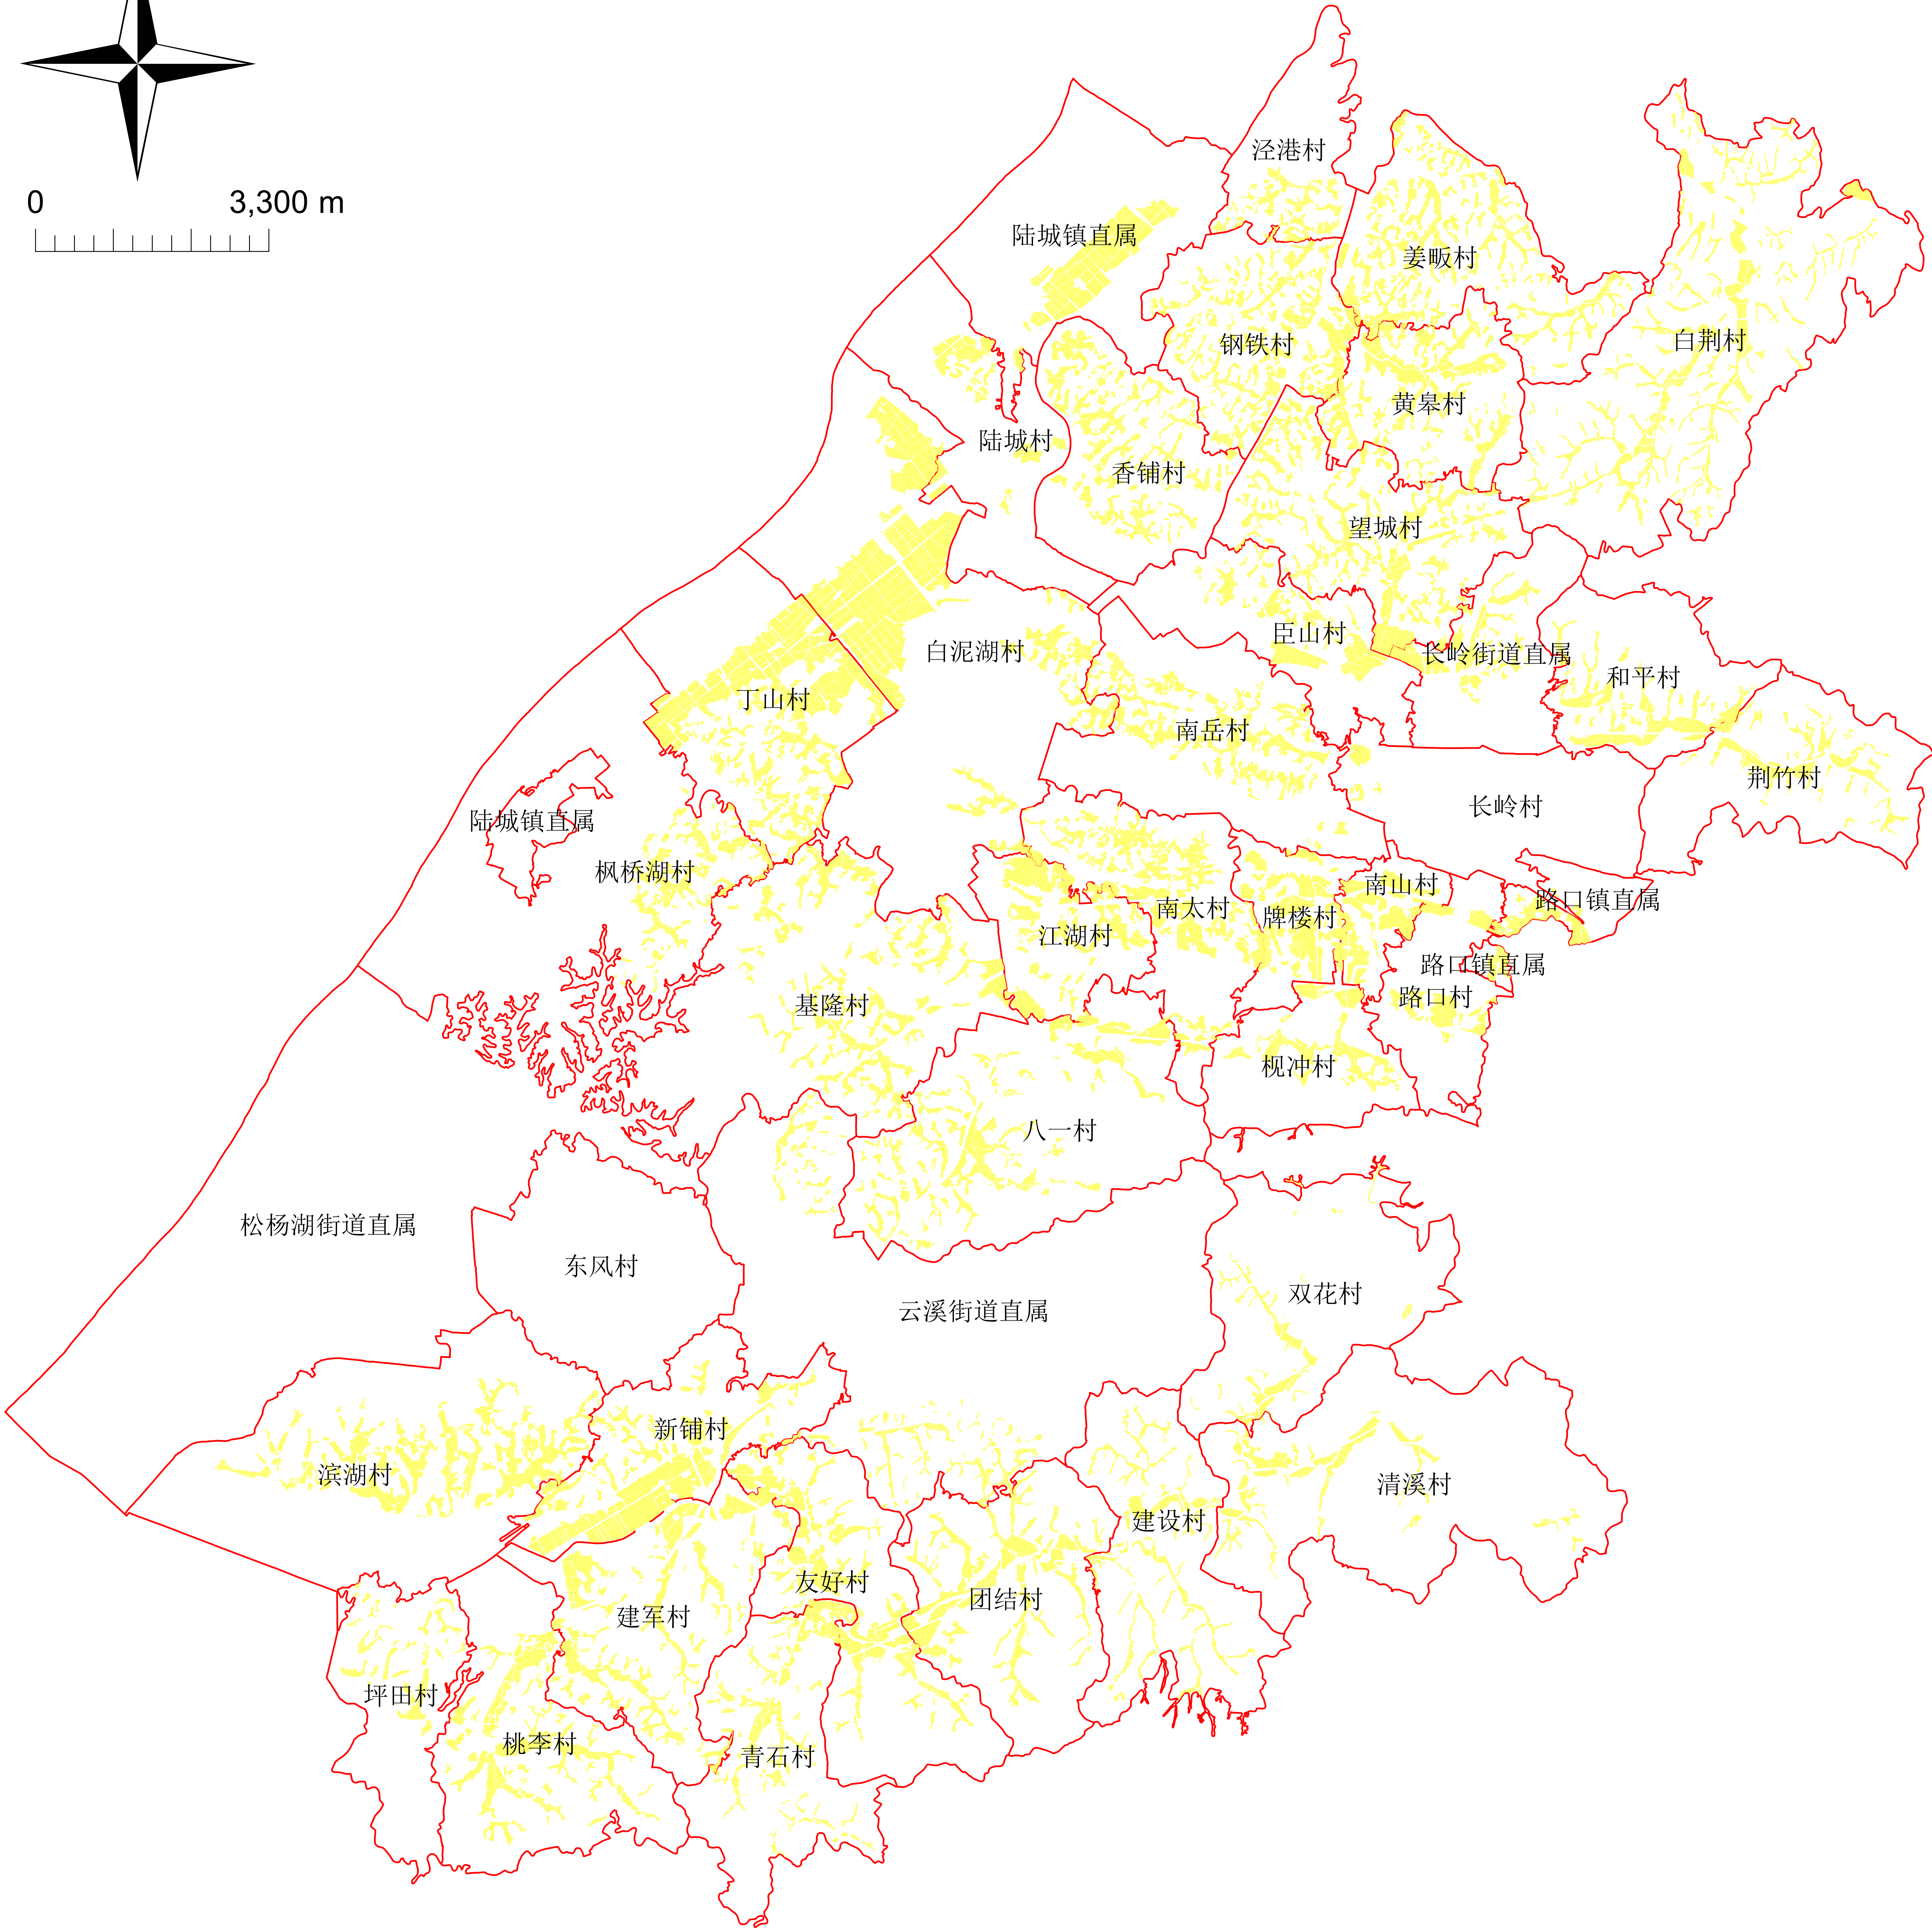 0 3,300 m
泾港村
陆城镇直属
姜畈村
钢铁村
白荆村
黄皋村
陆城村
香铺村
望城村
臣山村
白泥湖村
长岭街道直属
和平村
丁山村
南岳村
荆竹村
长岭村
陆城镇直属
枫桥湖村
南山村
路口镇直属
南太村
牌楼村
江湖村
路口镇直属
路口村
基隆村
枧冲村
八一村
松杨湖街道直属
东风村
双花村
云溪街道直属
新铺村
滨湖村
清溪村
建设村
友好村
团结村
建军村
坪田村
桃李村
青石村